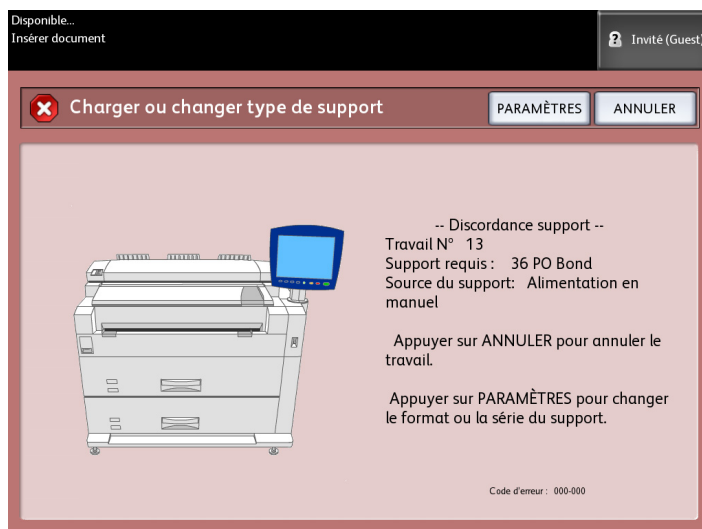 Disponible...
Insérer document
Invité (Guest)
Charger ou changer type de support
PARAMÈTRES
ANNULER
-- Discordance support --
Travail N° 13
Support requis : 36 PO Bond
Source du support: Alimentation en
manuel
Appuyer sur ANNULER pour annuler le
travail.
Appuyer sur PARAMÈTRES pour changer
le format ou la série du support.
Code d'erreur : 000-000